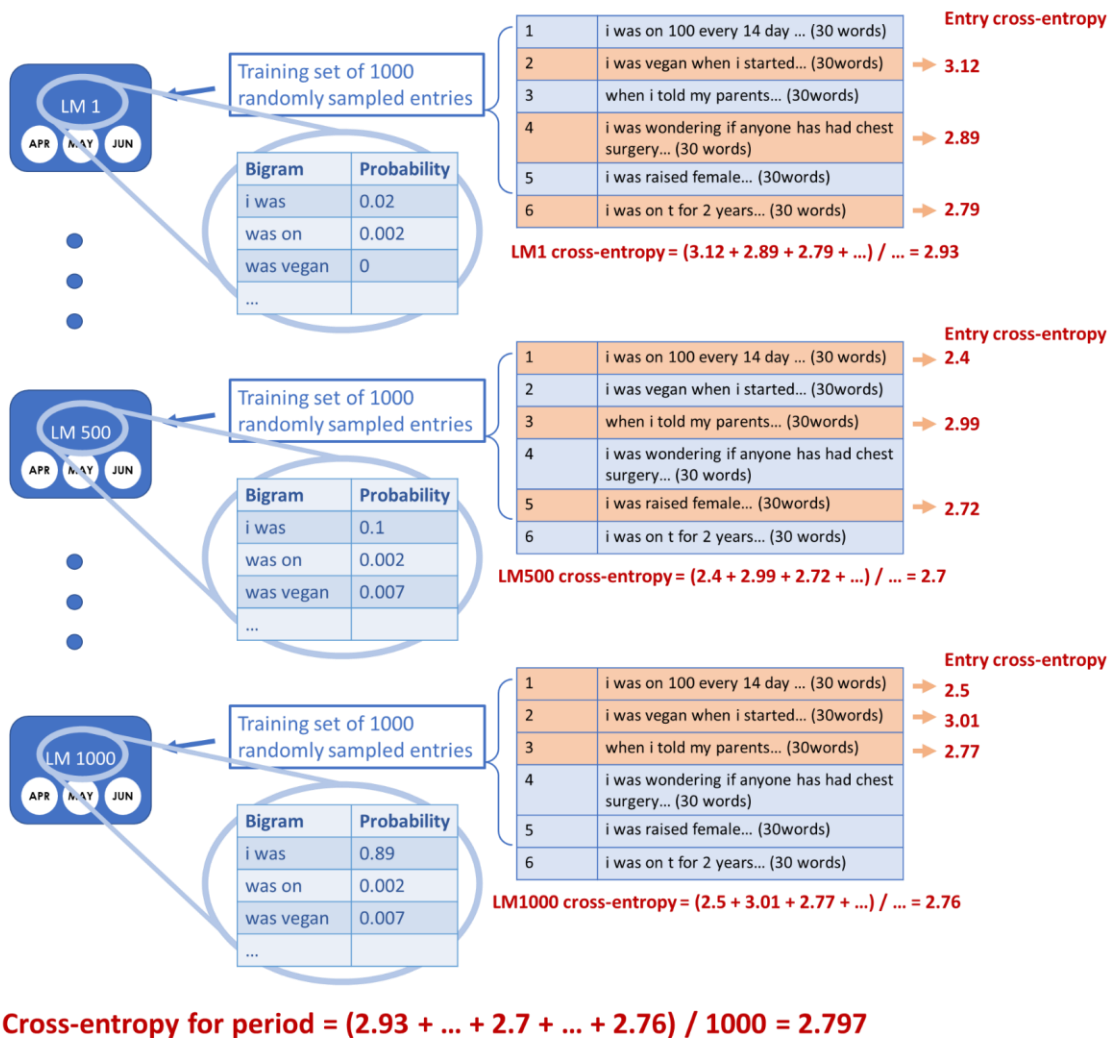 Entry cross-entropy
1 i was on 100 every 14 day ... (30 words)
2 i was vegan when i started... (30words)
3.12
3 when i told my parents... (30words)
4 i was wondering if anyone has had chest
surgery... (30 words)
2.89
5 i was raised female... (30words)
6 i was on t for 2 years... (30 words)
2.79
LM1 cross-entropy = (3.12 + 2.89 + 2.79 + ...) / ... = 2.93
Training set of 1000
randomly sampled entries
LM 1
APR MAY JUN
Bigram Probability
i was 0.02
was on 0.002
was vegan 0
...
Entry cross-entropy
1 i was on 100 every 14 day ... (30 words)
2.4
2 i was vegan when i started... (30words)
3 when i told my parents... (30words)
2.99
4 i was wondering if anyone has had chest
surgery... (30 words)
5 i was raised female... (30words)
2.72
6 i was on t for 2 years... (30 words)
LM500 cross-entropy = (2.4 + 2.99 + 2.72 + ...) / ... = 2.7
Training set of 1000
randomly sampled entries
LM 500
APR MAY JUN
Bigram Probability
i was 0.1
was on 0.002
was vegan 0.007
...
Entry cross-entropy
1 i was on 100 every 14 day ... (30 words)
2.5
2 i was vegan when i started... (30words)
3.01
3 when i told my parents... (30words)
2.77
4 i was wondering if anyone has had chest
surgery... (30 words)
5 i was raised female... (30words)
6 i was on t for 2 years... (30 words)
LM1000 cross-entropy = (2.5 + 3.01 + 2.77 + ...) / ... = 2.76
Training set of 1000
randomly sampled entries
LM 1000
APR MAY JUN
Bigram Probability
i was 0.89
was on 0.002
was vegan 0.007
...
Cross-entropy for period = (2.93 + ... + 2.7 + ... + 2.76) / 1000 = 2.797